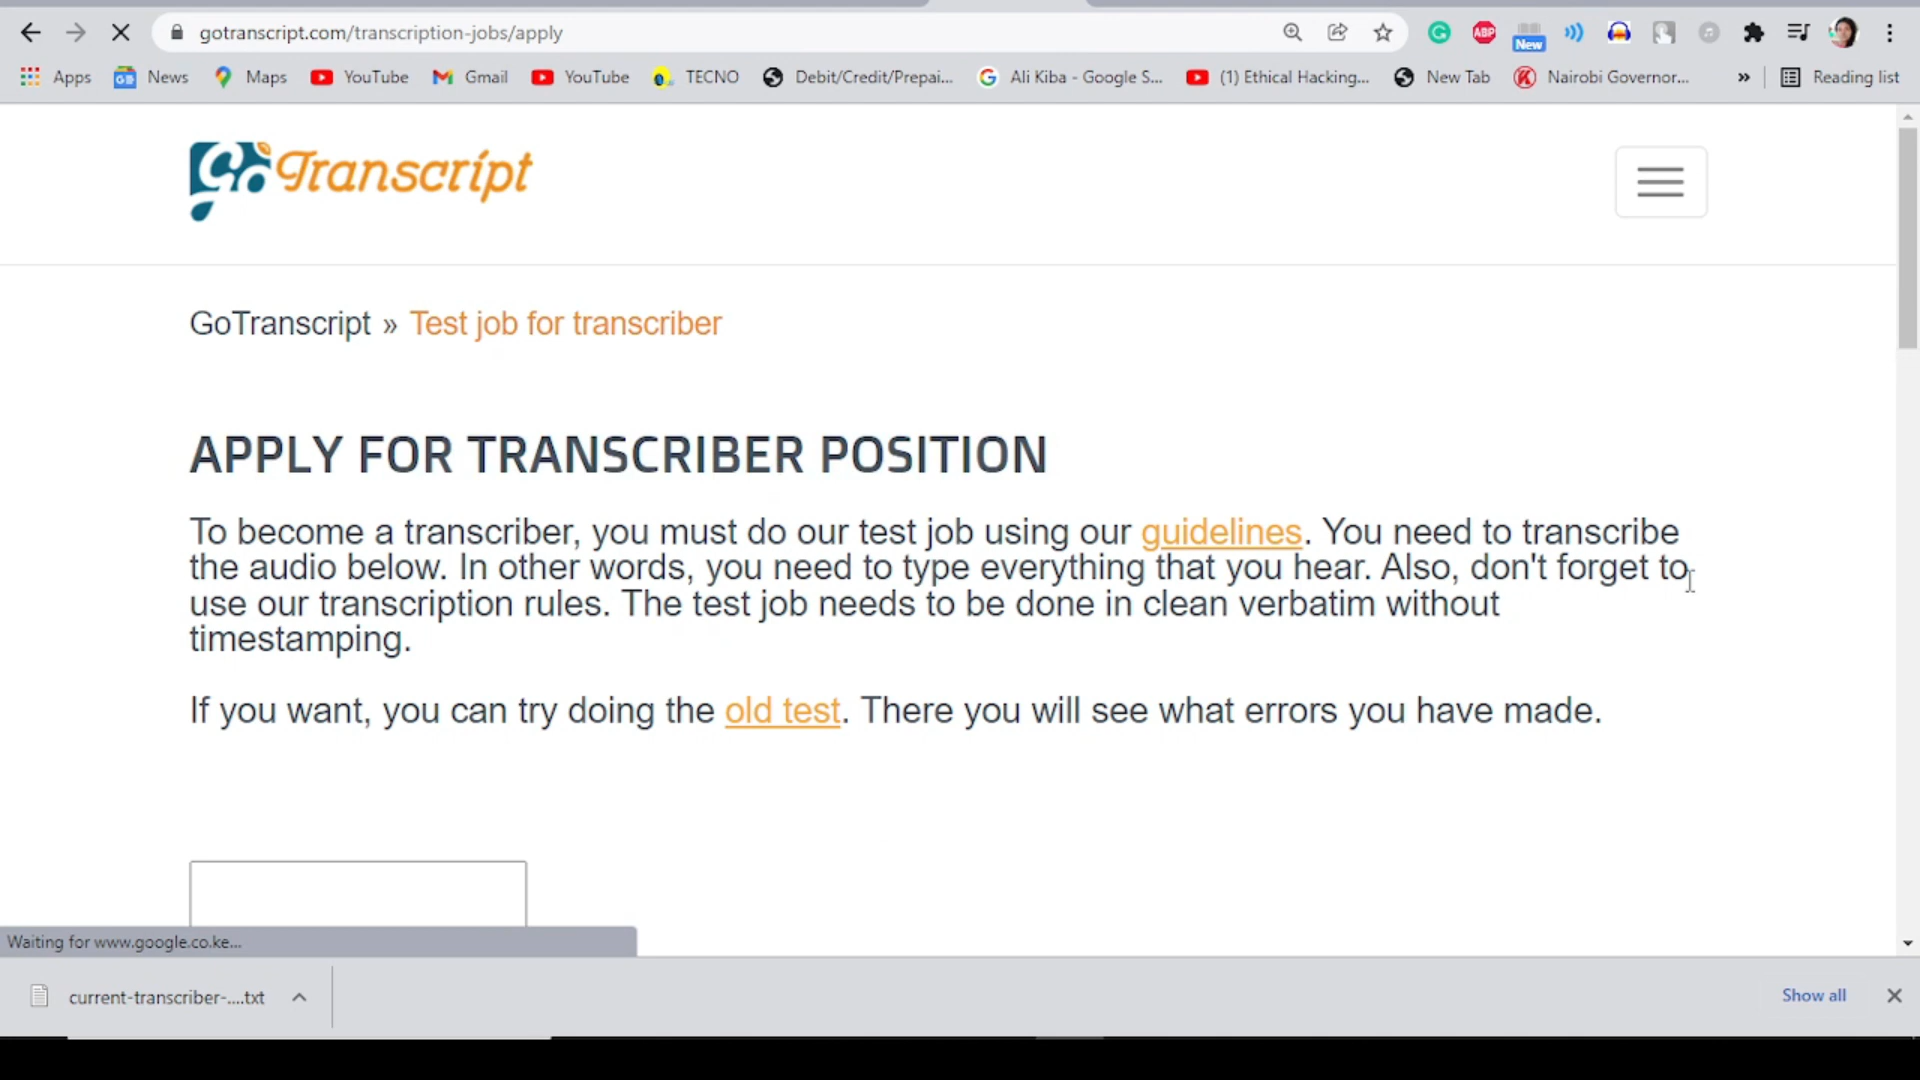 gotranscript.com/transcription-jobs/apply
New
ABP
Apps News Maps YouTube Gmail YouTube TECNO Debit/Credit/Prepai... Ali Kiba - Google S... (1) Ethical Hacking... New Tab Nairobi Governor... » Reading list
Go Transcript
GoTranscript » Test job for transcriber
APPLY FOR TRANSCRIBER POSITION
To become a transcriber, you must do our test job using our guidelines. You need to transcribe
the audio below. In other words, you need to type everything that you hear. Also, don't forget to
use our transcription rules. The test job needs to be done in clean verbatim without
timestamping.
If you want, you can try doing the old test. There you will see what errors you have made.
Waiting for www.google.co.ke...
current-transcriber-....txt
Show all